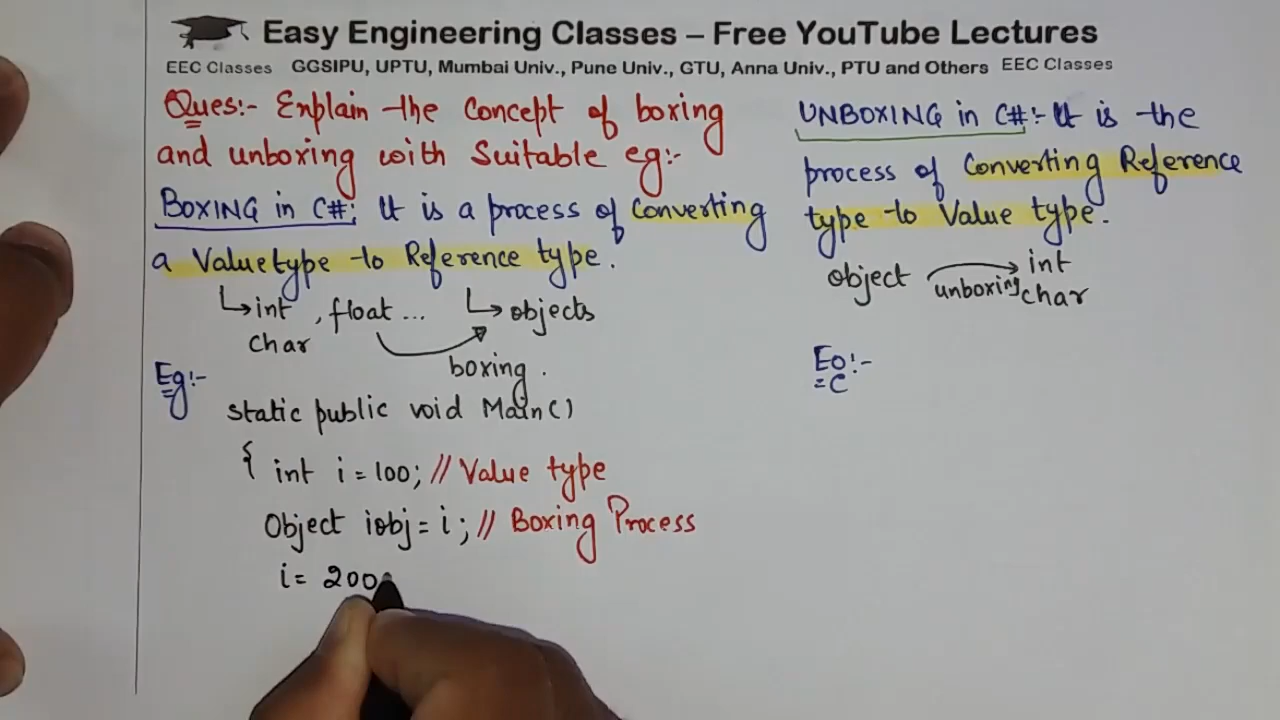 Easy Engineering Classes – Free YouTube Lectures
EEC Classes GGSIPU, UPTU, Mumbai Univ., Pune Univ., GTU, Anna Univ., PTU and Others EEC Classes
Ques:- Explain the Concept of boxing
and unboxing with Suitable eg:-
BOXING in C#: It is a process of Converting
a Value type to Reference type.
int , float ... objects
Char
boxing .
Eg:-
static public void Main()
{ int i = 100; // Value type
Object iobj = i ; // Boxing Process
i = 200
UNBOXING in C#:- It is the
process of Converting Reference
type to Value type.
object unboxing int
char
Eg:-